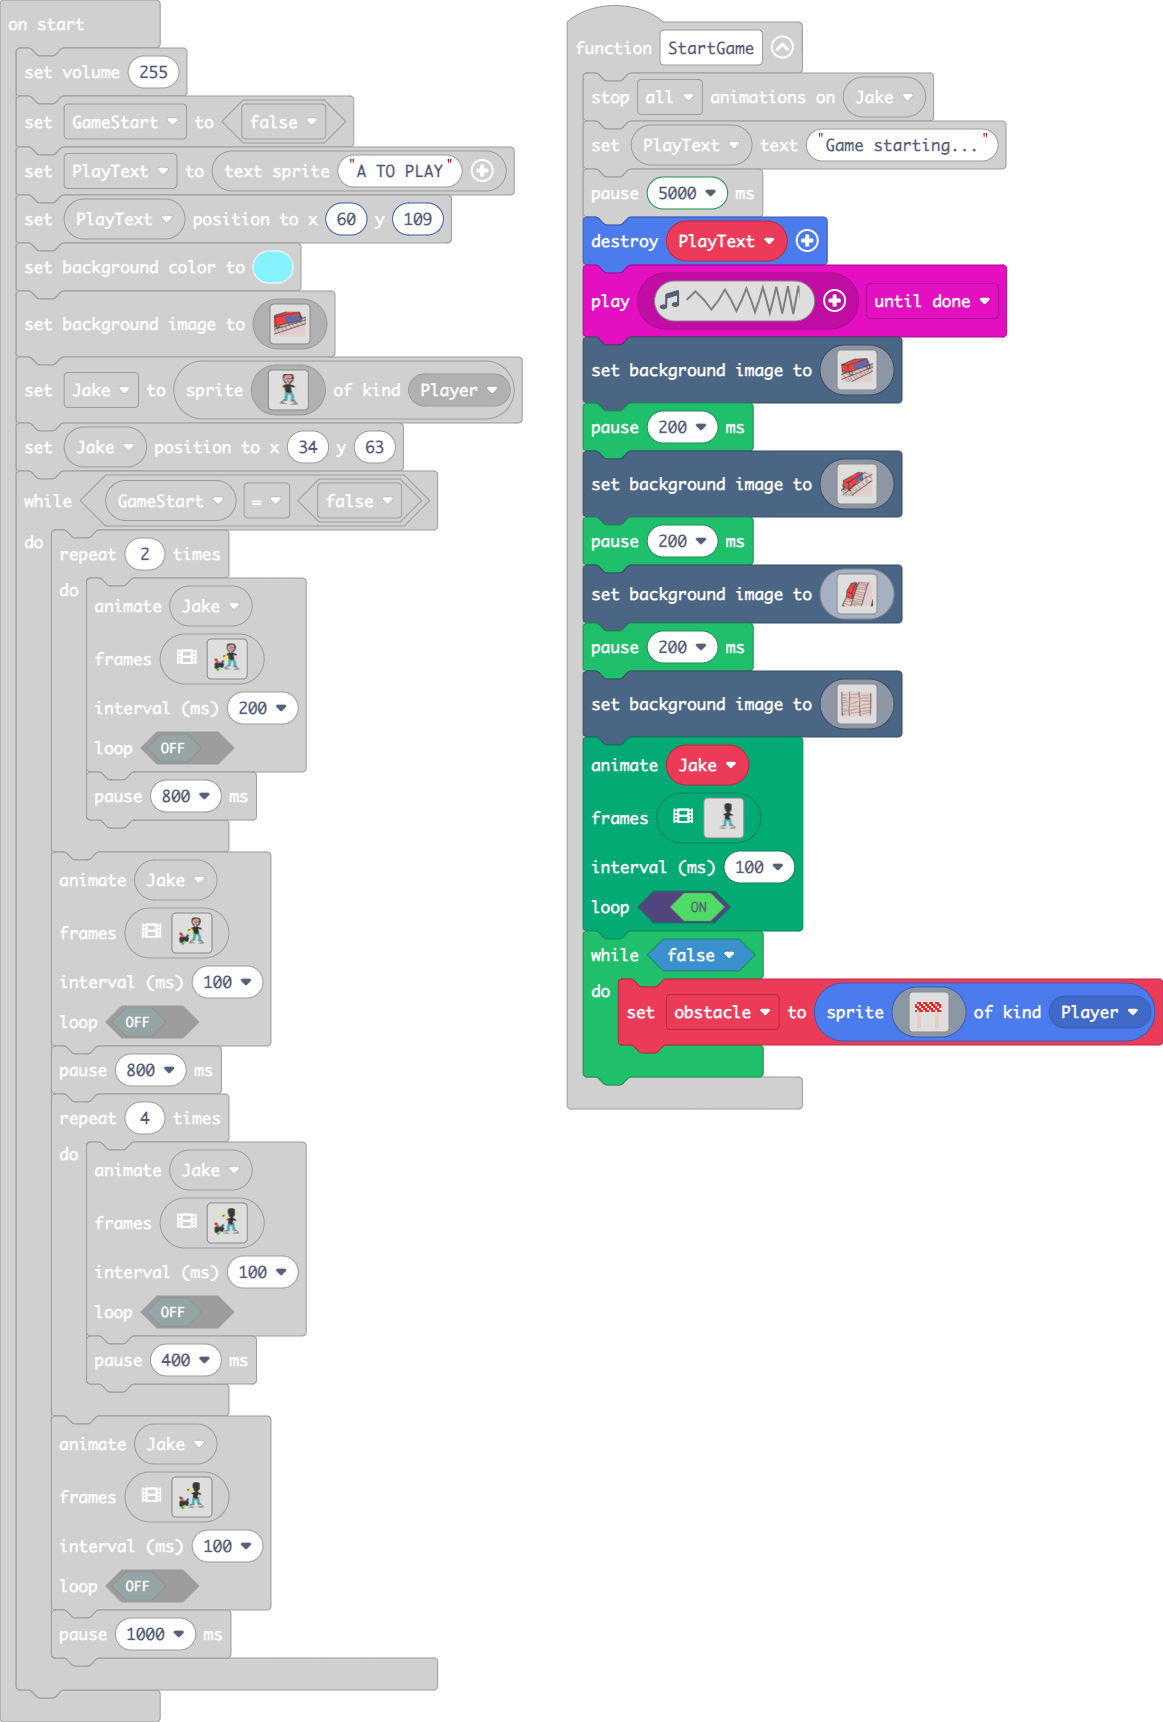 on start
set volume 255
set GameStart to false
set PlayText to text sprite "A TO PLAY"
set PlayText position to x 60 y 109
set background color to
set background image to
set Jake to sprite of kind Player
set Jake position to x 34 y 63
while GameStart = false
do
repeat 2 times
do
animate Jake
frames
interval (ms) 200
loop OFF
pause 800 ms
animate Jake
frames
interval (ms) 100
loop OFF
pause 800 ms
repeat 4 times
do
animate Jake
frames
interval (ms) 100
loop OFF
pause 400 ms
animate Jake
frames
interval (ms) 100
loop OFF
pause 1000 ms
function StartGame
stop all animations on Jake
set PlayText text "Game starting..."
pause 5000 ms
destroy PlayText
play until done
set background image to
pause 200 ms
set background image to
pause 200 ms
set background image to
pause 200 ms
set background image to
animate Jake
frames
interval (ms) 100
loop ON
while false
do
set obstacle to sprite of kind Player